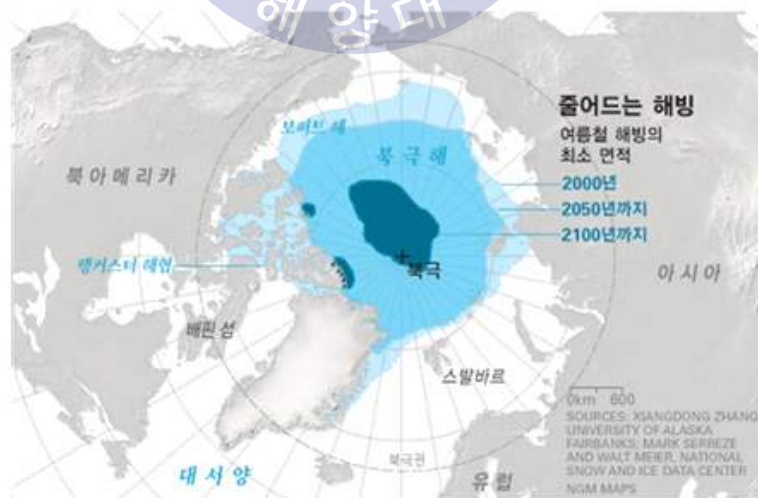 해양대
줄어드는 해빙
여름철 해빙의
최소 면적
2000년
2050년까지
2100년까지
보퍼트 해
북극해
북아메리카
랭커스터 해협
북극
아시아
배핀 섬
스발바르
0km 600
SOURCES: XIANGDONG ZHANG,
UNIVERSITY OF ALASKA
FAIRBANKS; MARK SERREZE
AND WALT MEIER, NATIONAL
SNOW AND ICE DATA CENTER
NGM MAPS
북극권
대서양
유럽